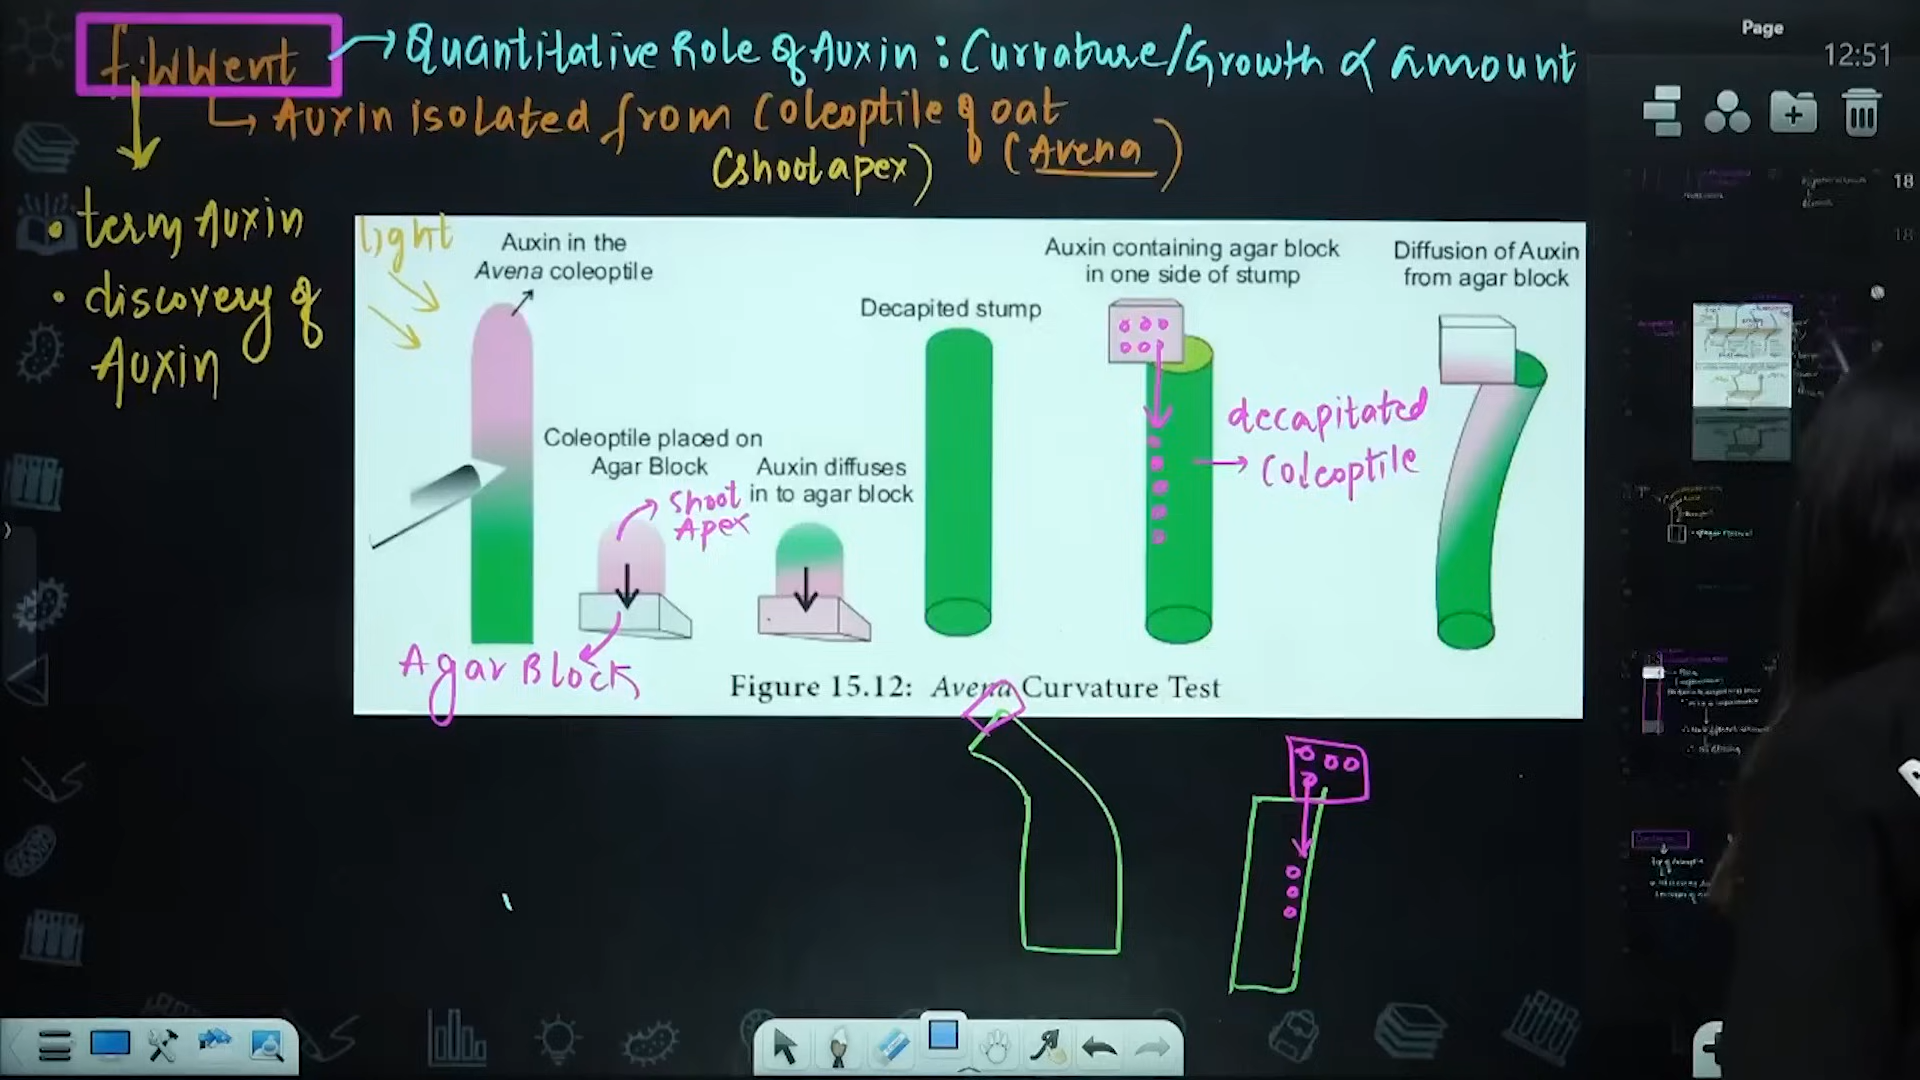 Page
12:51
f.w Went → Quantitative Role of Auxin : Curvature/Growth ∝ amount
Auxin isolated from Coleoptile of oat
(shoot apex)
(Avena)
• term Auxin
• discovery of
Auxin
light
Auxin in the
Avena coleoptile
Coleoptile placed on
Agar Block
Shoot
Apex
Auxin diffuses
in to agar block
Decapited stump
Auxin containing agar block
in one side of stump
decapitated
Coleoptile
Diffusion of Auxin
from agar block
Agar Block
Figure 15.12: Avena Curvature Test
18
18